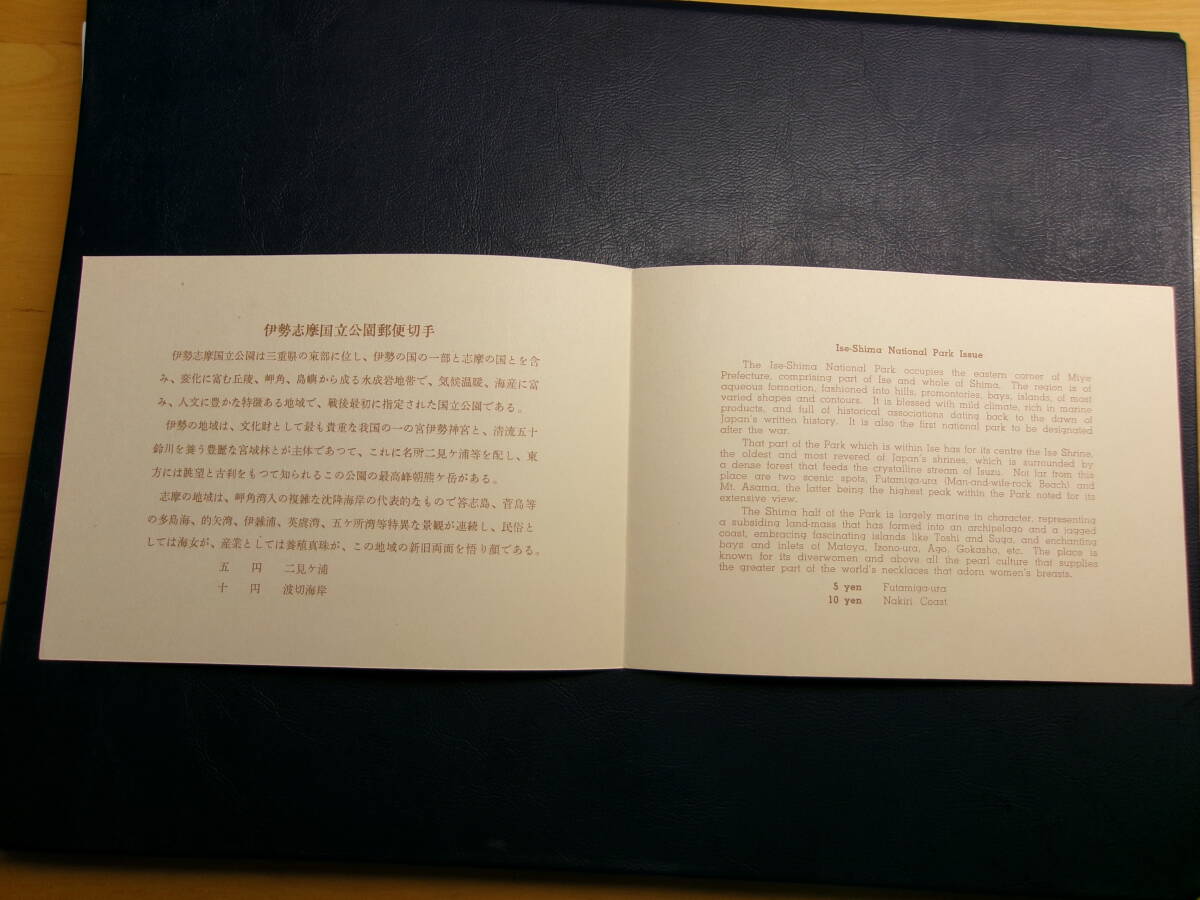 伊勢志摩国立公園郵便切手
伊勢志摩国立公園は三重県の東部に位し、伊勢の国の一部と志摩の国とを含
み、変化に富む丘陵、岬角、島嶼から成る水成岩地帯で、気候温暖、海産に富
み、人文に豊かな特徴ある地域で、戦後最初に指定された国立公園である。
伊勢の地域は、文化財として最も貴重な我国の一の宮伊勢神宮と、清流五十
鈴川を養う豊麗な宮域林とが主体であつて、これに名所二見ケ浦等を配し、東
方には眺望と古刹をもつて知られるこの公園の最高峰朝熊ケ岳がある。
志摩の地域は、岬角湾入の複雑な沈降海岸の代表的なもので答志島、菅島等
の多島海、的矢湾、伊雑浦、英虞湾、五ケ所湾等特異な景観が連続し、民俗と
しては海女が、産業としては養殖真珠が、この地域の新旧両面を悟り顔である。
五 円 二見ケ浦
十 円 波切海岸
Ise-Shima National Park Issue
The Ise-Shima National Park occupies the eastern corner of Miye
Prefecture, comprising part of Ise and whole of Shima. The region is of
aqueous formation, fashioned into hills, promontories, bays, islands, of most
varied shapes and contours. It is blessed with mild climate, rich in marine
products, and full of historical associations dating back to the dawn of
Japan's written history. It is also the first national park to be designated
after the war.
That part of the Park which is within Ise has for its centre the Ise Shrine,
the oldest and most revered of Japan's shrines, which is surrounded by
a dense forest that feeds the crystalline stream of Isuzu. Not far from this
place are two scenic spots, Futamiga-ura (Man-and-wife-rock Beach) and
Mt. Asama, the latter being the highest peak within the Park noted for its
extensive view.
The Shima half of the Park is largely marine in character, representing
a subsiding land-mass that has formed into an archipelago and a jagged
coast, embracing fascinating islands like Toshi and Suga, and enchanting
bays and inlets of Matoya, Izono-ura, Ago, Gokasho, etc. The place is
known for its diverwomen and above all the pearl culture that supplies
the greater part of the world's necklaces that adorn women's breasts.
5 yen Futamiga-ura
10 yen Nakiri Coast